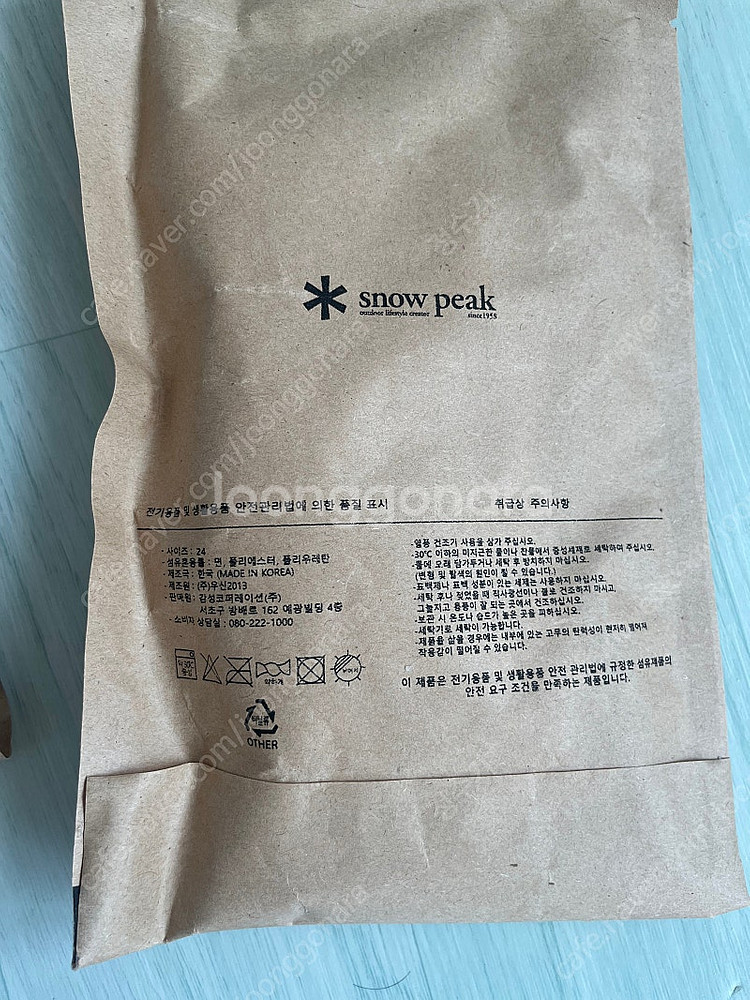 snow peak
outdoor lifestyle creator
since1955
전기용품 및 생활용품 안전관리법에 의한 품질 표시
· 사이즈 : 24
· 섬유혼용률 : 면, 폴리에스터, 폴리우레탄
· 제조국 : 한국 (MADE IN KOREA)
· 제조원 : (주)우신2013
· 판매원 : 감성코퍼레이션(주)
서초구 방배로 162 예광빌딩 4층
· 소비자 상담실 : 080-222-1000
약30℃
중성
약하게
OTHER
취급상 주의사항
-열풍 건조기 사용을 삼가 주십시오.
-30℃ 이하의 미지근한 물이나 찬물에서 중성세제로 세탁하며 주십시오.
-물에 오래 담가두거나 세탁 후 방치하지 마십시오.
(변형 및 탈색의 원인이 될 수 있습니다.)
-표백제나 표백 성분이 있는 세제는 사용하지 마십시오.
-세탁 후나 젖었을 때 직사광선이나 열로 건조하지 마시고,
그늘지고 통풍이 잘 되는 곳에서 건조하십시오.
-보관 시 온도나 습도가 높은 곳을 피하십시오.
-세탁기로 세탁이 가능합니다.
-제품을 삶을 경우에는 내부에 있는 고무의 탄력성이 현저히 떨어져
착용감이 떨어질 수 있습니다.
이 제품은 전기용품 및 생활용품 안전 관리법에 규정한 섬유제품의
안전 요구 조건을 만족하는 제품입니다.
joonggonara
cafe.naver.com/joonggonara